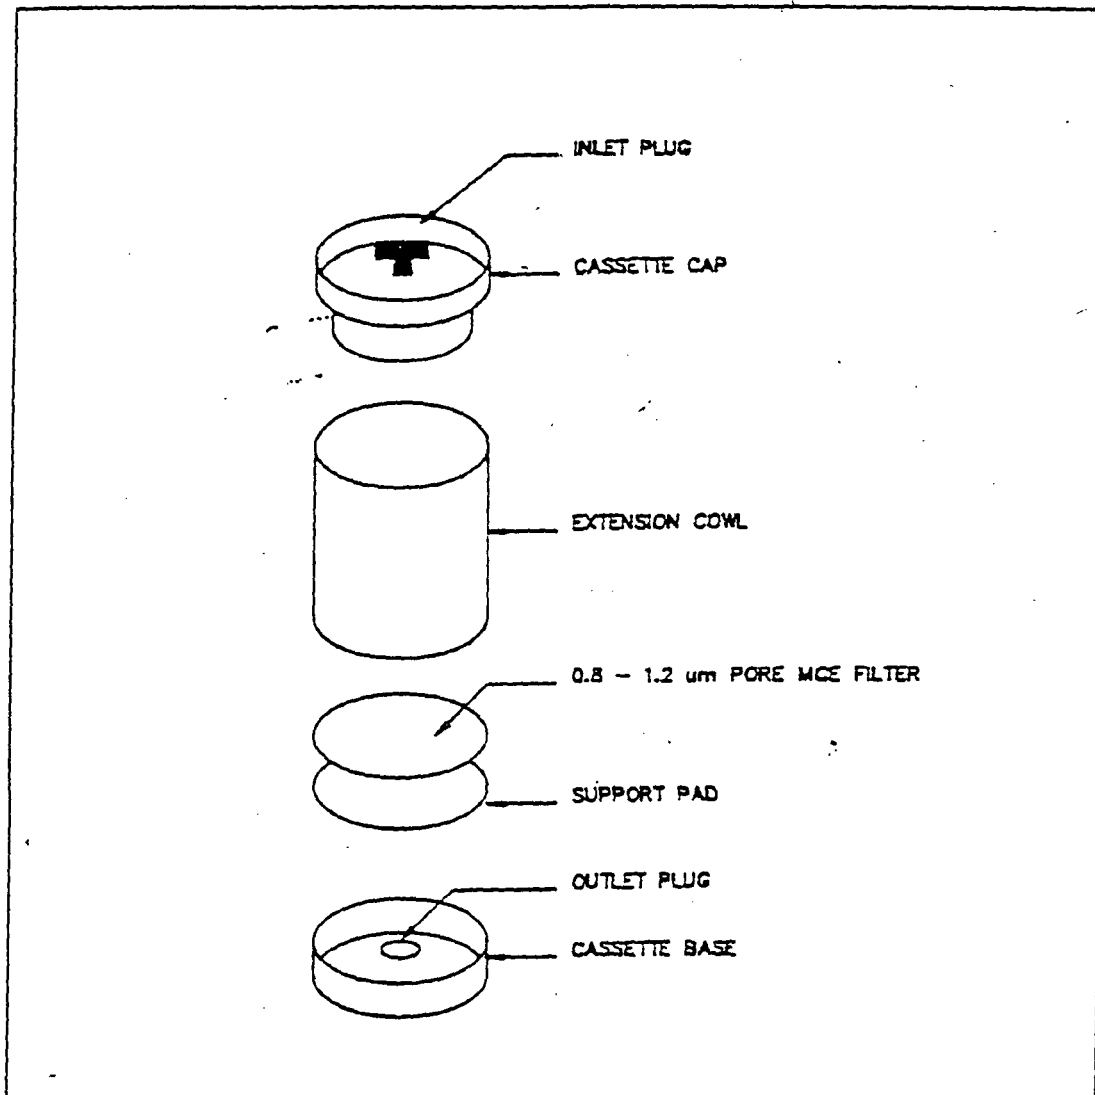 INLET PLUG
CASSETTE CAP
EXTENSION COWL
0.8 - 1.2 um PORE MCE FILTER
SUPPORT PAD
OUTLET PLUG
CASSETTE BASE